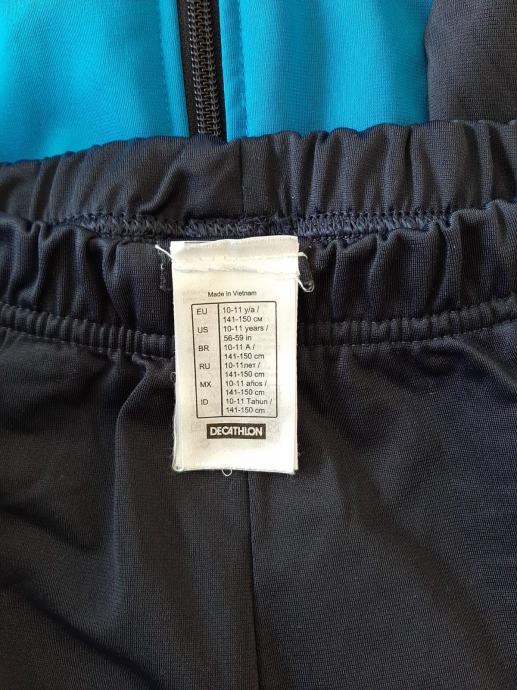 Made in Vietnam
EU 10-11 y/a /
141-150 см
US 10-11 years /
56-59 in
BR 10-11 A /
141-150 cm
RU 10-11лет /
141-150 cm
MX 10-11 años /
141-150 cm
ID 10-11 Tahun /
141-150 cm
DECATHLON